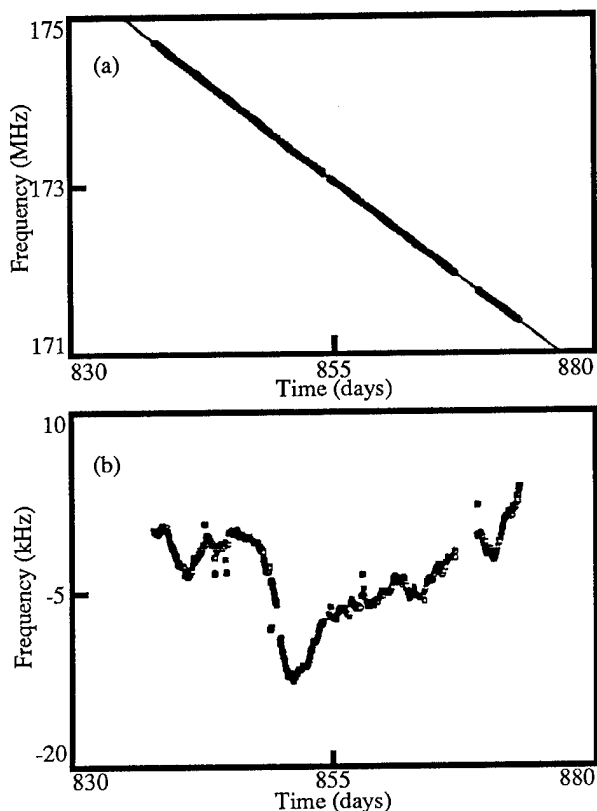 175
(a)
Frequency (MHz)
173
171
830
855
880
Time (days)
10
(b)
Frequency (kHz)
-5
-20
830
855
880
Time (days)